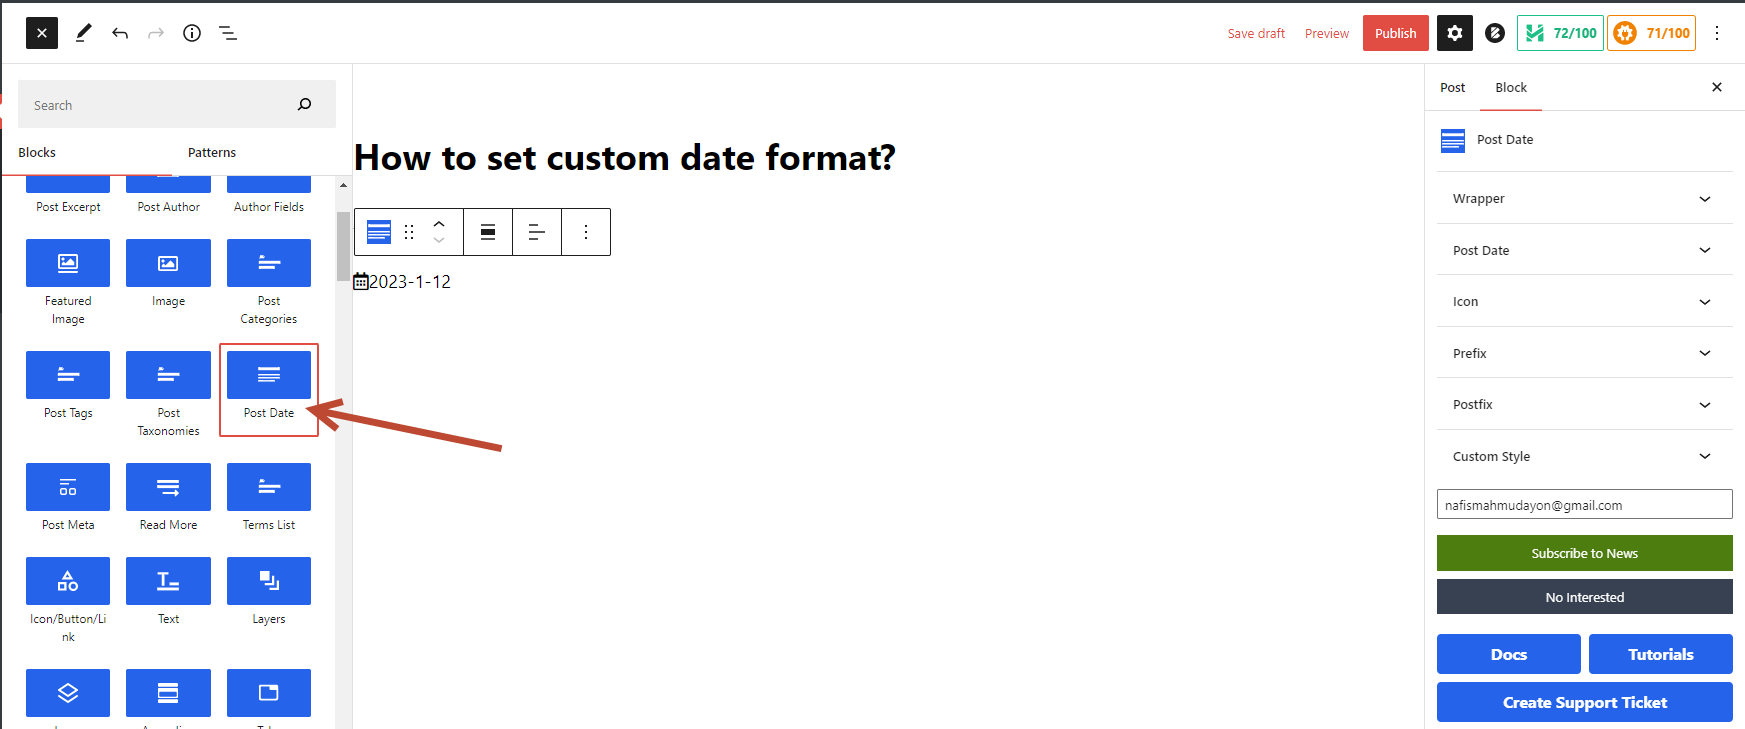 Save draft
Preview
Publish
72/100
71/100
Search
Blocks
Patterns
Post Excerpt
Post Author
Author Fields
Featured
Image
Image
Post
Categories
Post Tags
Post
Taxonomies
Post Date
Post Meta
Read More
Terms List
Icon/Button/Li
nk
Text
Layers
How to set custom date format?
2023-1-12
Post
Block
Post Date
Wrapper
Post Date
Icon
Prefix
Postfix
Custom Style
nafismahmudayon@gmail.com
Subscribe to News
No Interested
Docs
Tutorials
Create Support Ticket